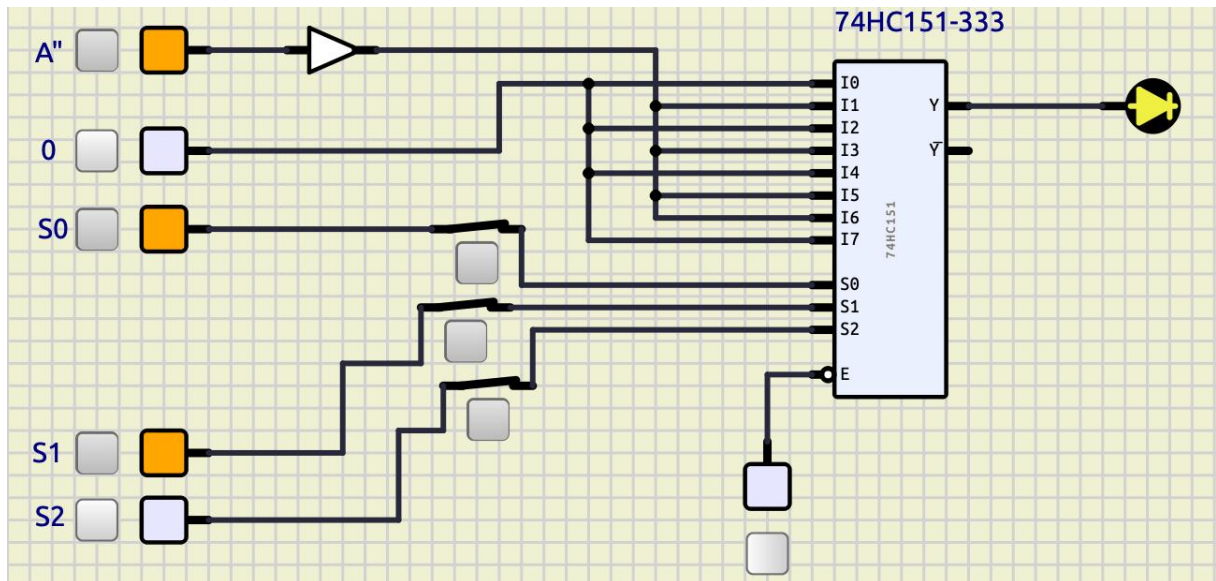 74HC151-333
A"
0
S0
S1
S2
I0
I1
I2
I3
I4
I5
I6
I7
S0
S1
S2
E
Y
Y̅
74HC151